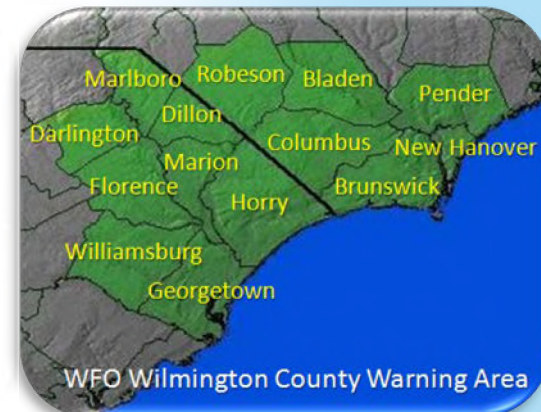 Marlboro
Robeson
Bladen
Pender
Darlington
Dillon
Columbus
New Hanover
Marion
Florence
Horry
Brunswick
Williamsburg
Georgetown
WFO Wilmington County Warning Area